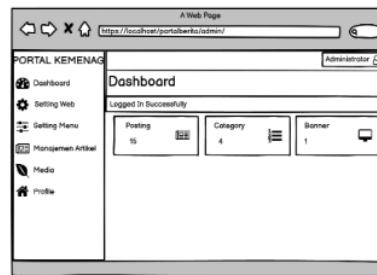 A Web Page
https://localhost/portalberita/admin/
PORTAL KEMENAG
Administrator
Dashboard
Setting Web
Setting Menu
Manajemen Artikel
Media
Profile
Dashboard
Logged In Successfully
Posting
15
Category
4
Banner
1